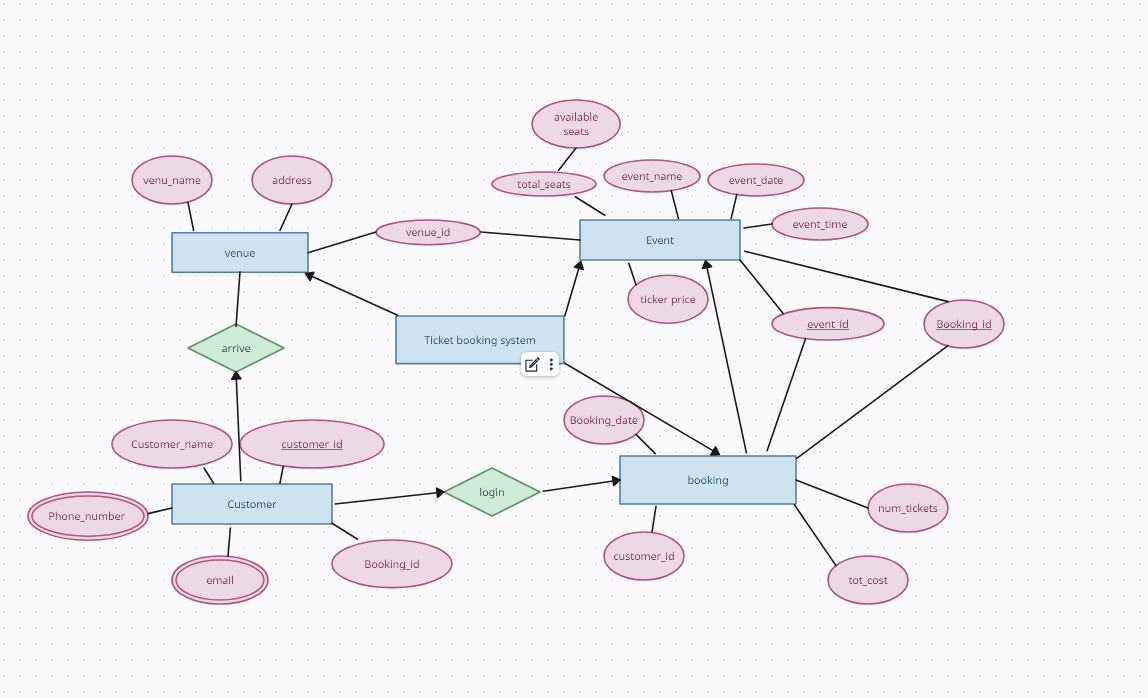 available
seats
venu_name
address
total_seats
event_name
event_date
event_time
venue_id
venue
Event
ticker price
event_id
Booking_id
Ticket booking system
arrive
Booking_date
Customer_name
customer_id
Customer
login
booking
Phone_number
num_tickets
customer_id
Booking_id
email
tot_cost